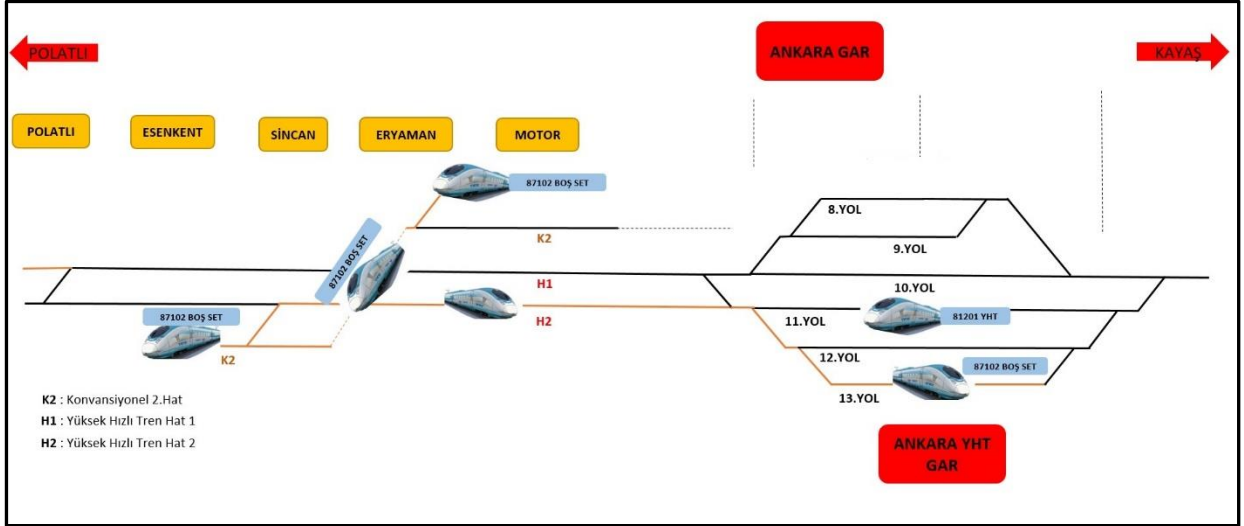 POLATLI
ANKARA GAR
KAYAŞ
POLATLI
ESENKENT
SİNCAN
ERYAMAN
MOTOR
87102 BOŞ SET
K2
8.YOL
9.YOL
87102 BOŞ SET
H1
10.YOL
87102 BOŞ SET
H2
11.YOL
81201 YHT
K2
12.YOL
87102 BOŞ SET
13.YOL
K2 : Konvansiyonel 2.Hat
H1 : Yüksek Hızlı Tren Hat 1
H2 : Yüksek Hızlı Tren Hat 2
ANKARA YHT
GAR